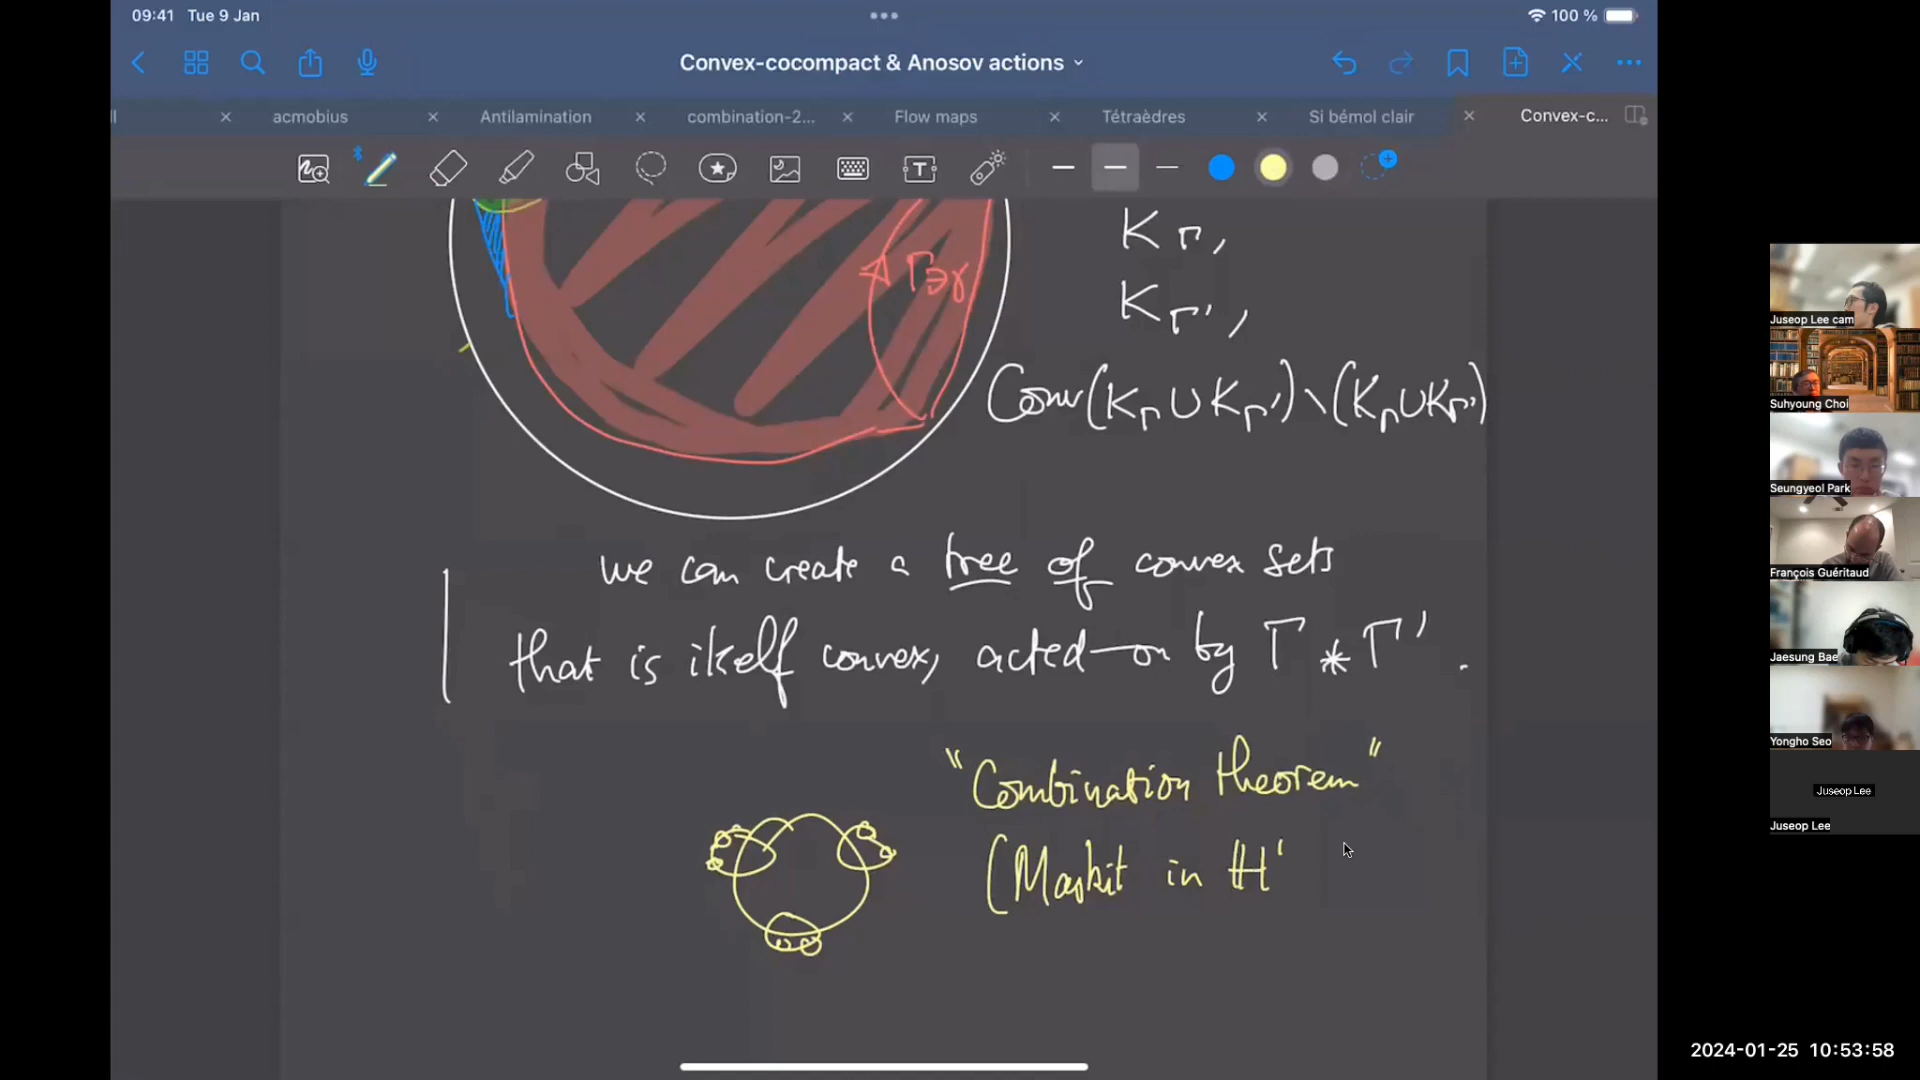 09:41 Tue 9 Jan
100 %
Convex-cocompact & Anosov actions
acmobius
Antilamination
combination-2...
Flow maps
Tétraèdres
Si bémol clair
Convex-c...
Γ∋γ
K_Γ,
K_Γ',
Conv(K_Γ∪K_Γ')∖(K_Γ∪K_Γ')
we can create a tree of convex sets
that is itself convex, acted-on by Γ * Γ' .
"Combination theorem"
(Maskit in ℍ'
Juseop Lee cam
Suhyoung Choi
Seungyeol Park
François Guéritaud
Jaesung Bae
Yongho Seo
Juseop Lee
Juseop Lee
2024-01-25 10:53:58